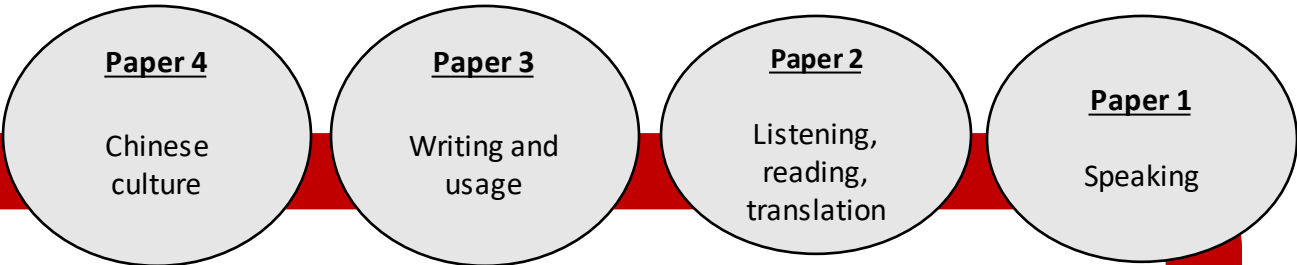 Paper 4
Chinese
culture
Paper 3
Writing and
usage
Paper 2
Listening,
reading,
translation
Paper 1
Speaking